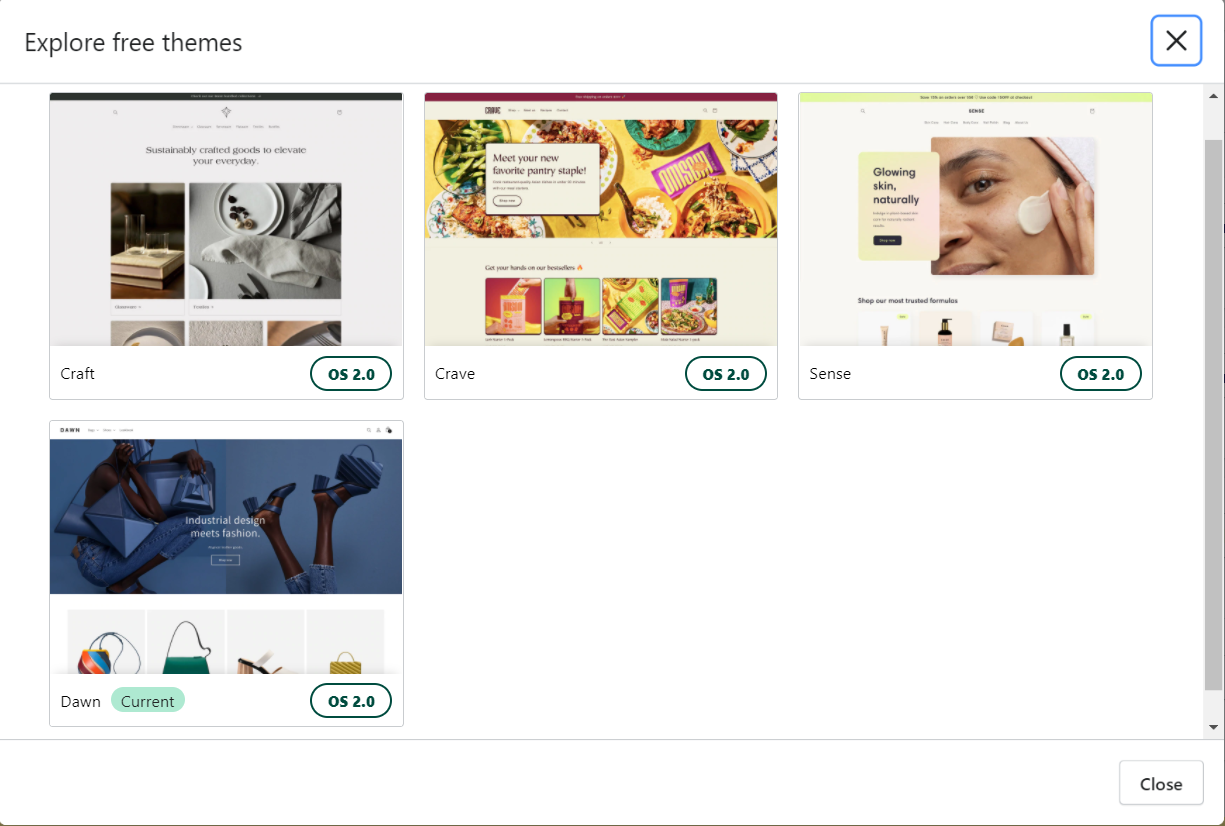 Explore free themes
Sustainably crafted goods to elevate
your everyday.
Glassware
Textiles
Craft
OS 2.0
CRAVE
Meet your new
favorite pantry staple!
Shop now
OMSOM
Get your hands on our bestsellers 🔥
Crave
OS 2.0
SENSE
Glowing
skin,
naturally
Shop now
Shop our most trusted formulas
Sense
OS 2.0
DAWN
Industrial design
meets fashion.
Shop now
Dawn
Current
OS 2.0
Close